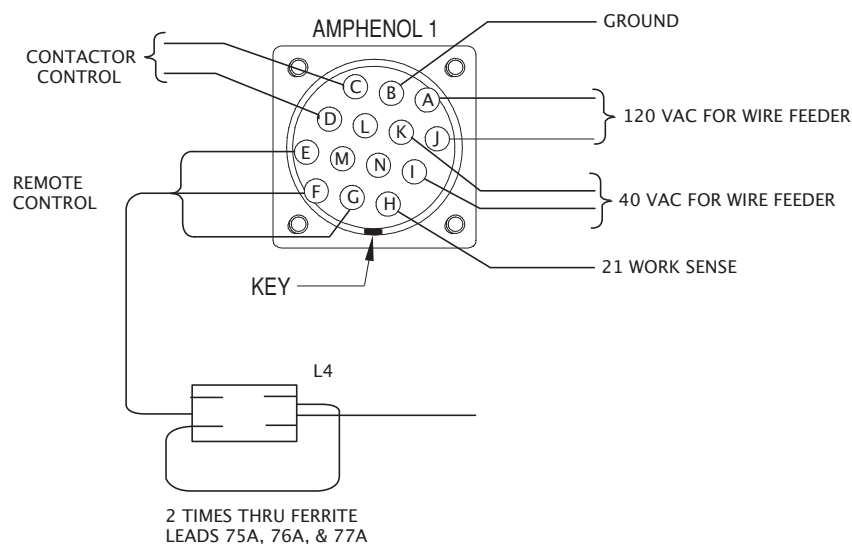 AMPHENOL 1
GROUND
CONTACTOR
CONTROL
C
B
A
D
L
K
J
120 VAC FOR WIRE FEEDER
E
M
N
I
REMOTE
CONTROL
F
G
H
40 VAC FOR WIRE FEEDER
21 WORK SENSE
KEY
L4
2 TIMES THRU FERRITE
LEADS 75A, 76A, & 77A